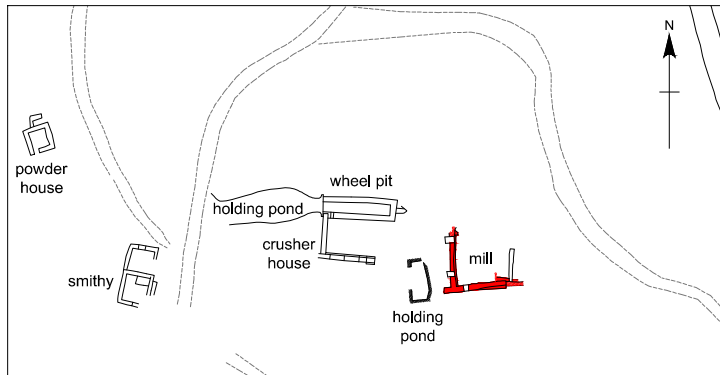 N
powder
house
wheel pit
holding pond
crusher
house
mill
smithy
holding
pond